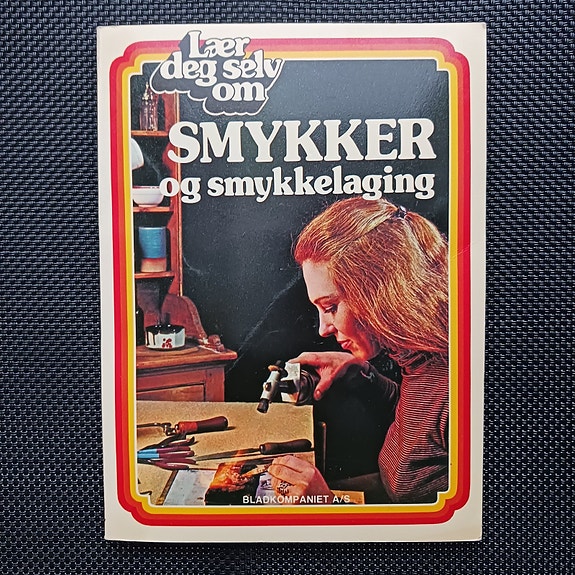 Lær
deg selv
om
SMYKKER
og smykkelaging
BLADKOMPANIET A/S